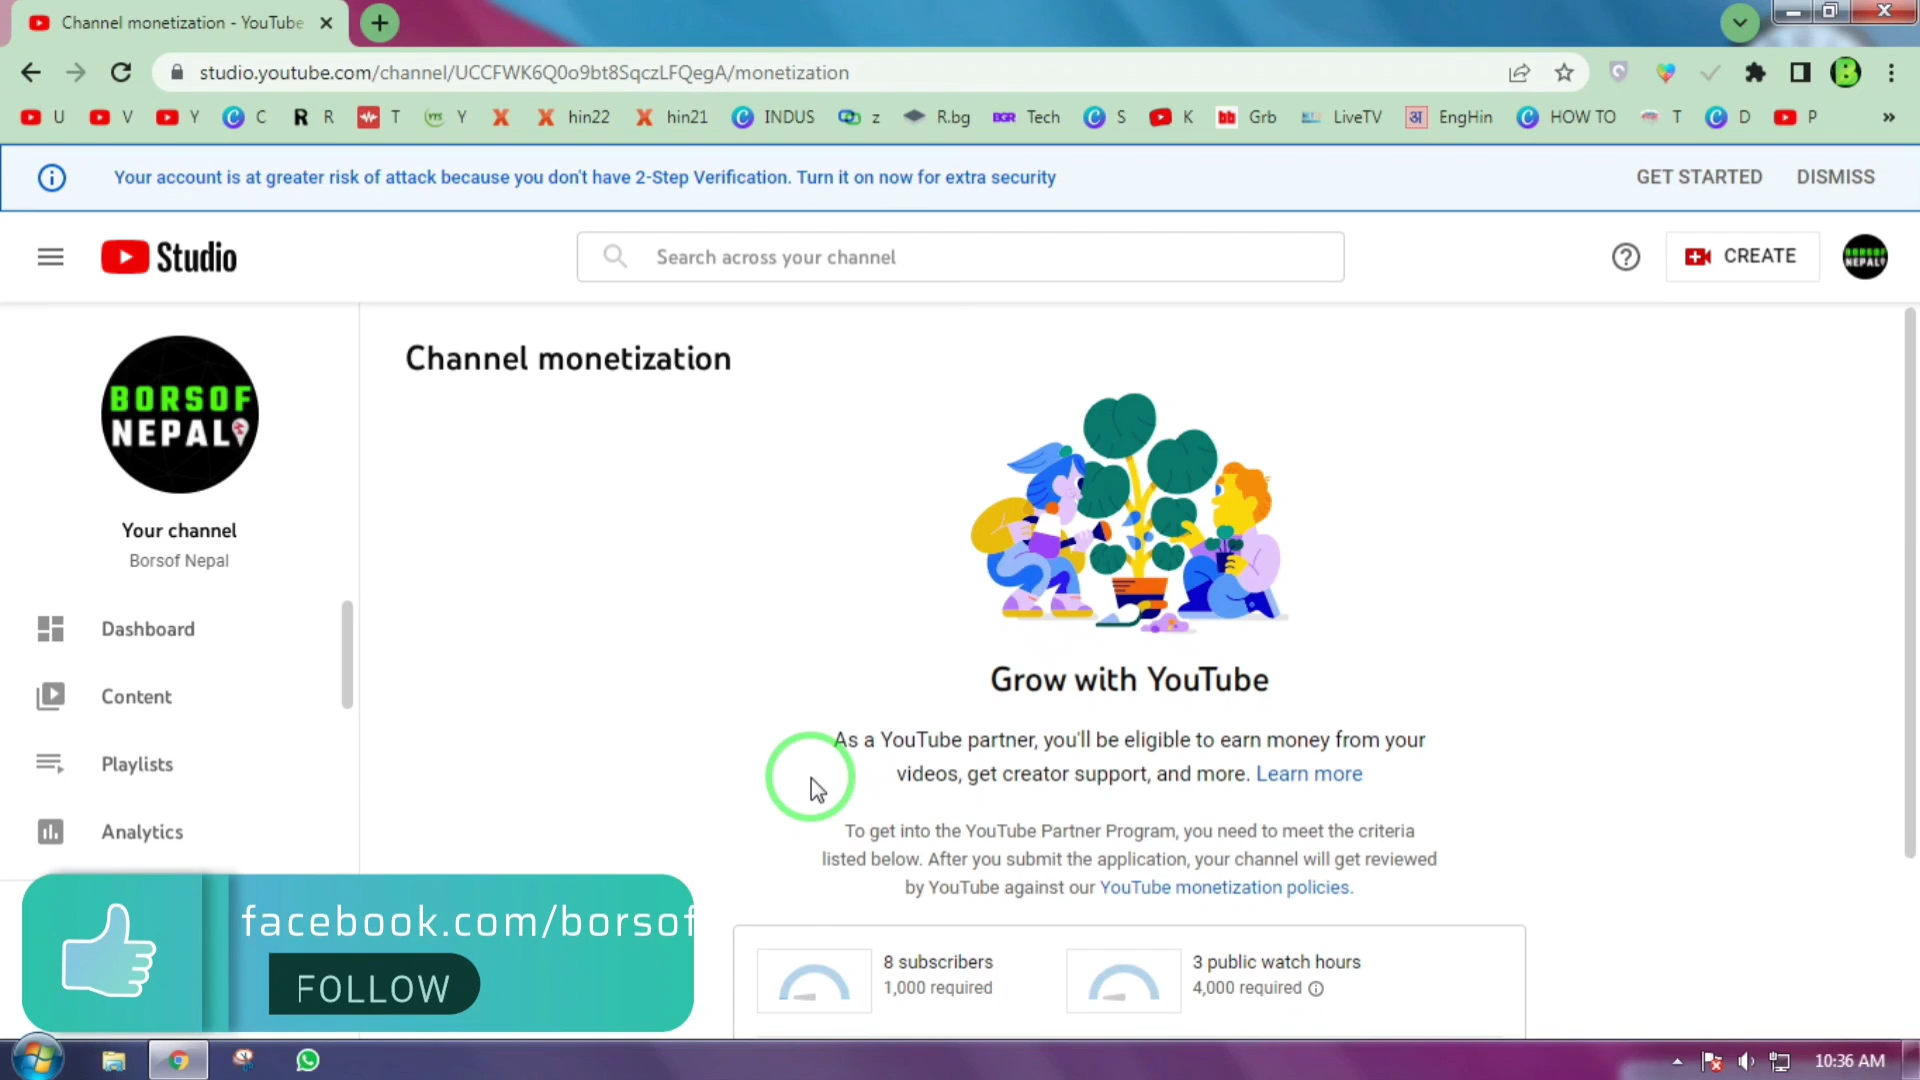 Channel monetization - YouTube
studio.youtube.com/channel/UCCFWK6Q0o9bt8SqczLFQegA/monetization
U V Y C R R T Y hin22 hin21 INDUS z R.bg BGR Tech S K bb Grb LiveTV अ EngHin HOW TO T D P »
Your account is at greater risk of attack because you don't have 2-Step Verification. Turn it on now for extra security GET STARTED DISMISS
Studio Search across your channel CREATE
BORSOF
NEPAL
Channel monetization
Your channel
Borsof Nepal
Dashboard
Content
Playlists
Analytics
Grow with YouTube
As a YouTube partner, you'll be eligible to earn money from your
videos, get creator support, and more. Learn more
To get into the YouTube Partner Program, you need to meet the criteria
listed below. After you submit the application, your channel will get reviewed
by YouTube against our YouTube monetization policies.
8 subscribers
1,000 required
3 public watch hours
4,000 required
facebook.com/borsof
FOLLOW
10:36 AM